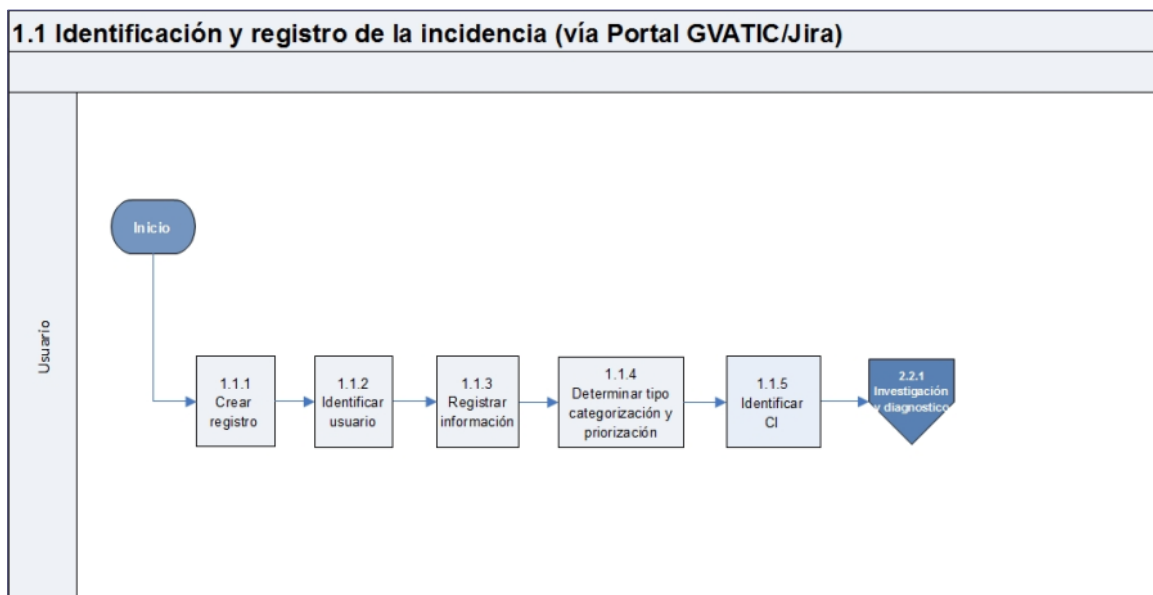 1.1 Identificación y registro de la incidencia (vía Portal GVATIC/Jira)
Usuario
Inicio
1.1.1
Crear
registro
1.1.2
Identificar
usuario
1.1.3
Registrar
información
1.1.4
Determinar tipo
categorización y
priorización
1.1.5
Identificar
CI
2.2.1
Investigación
y diagnostico